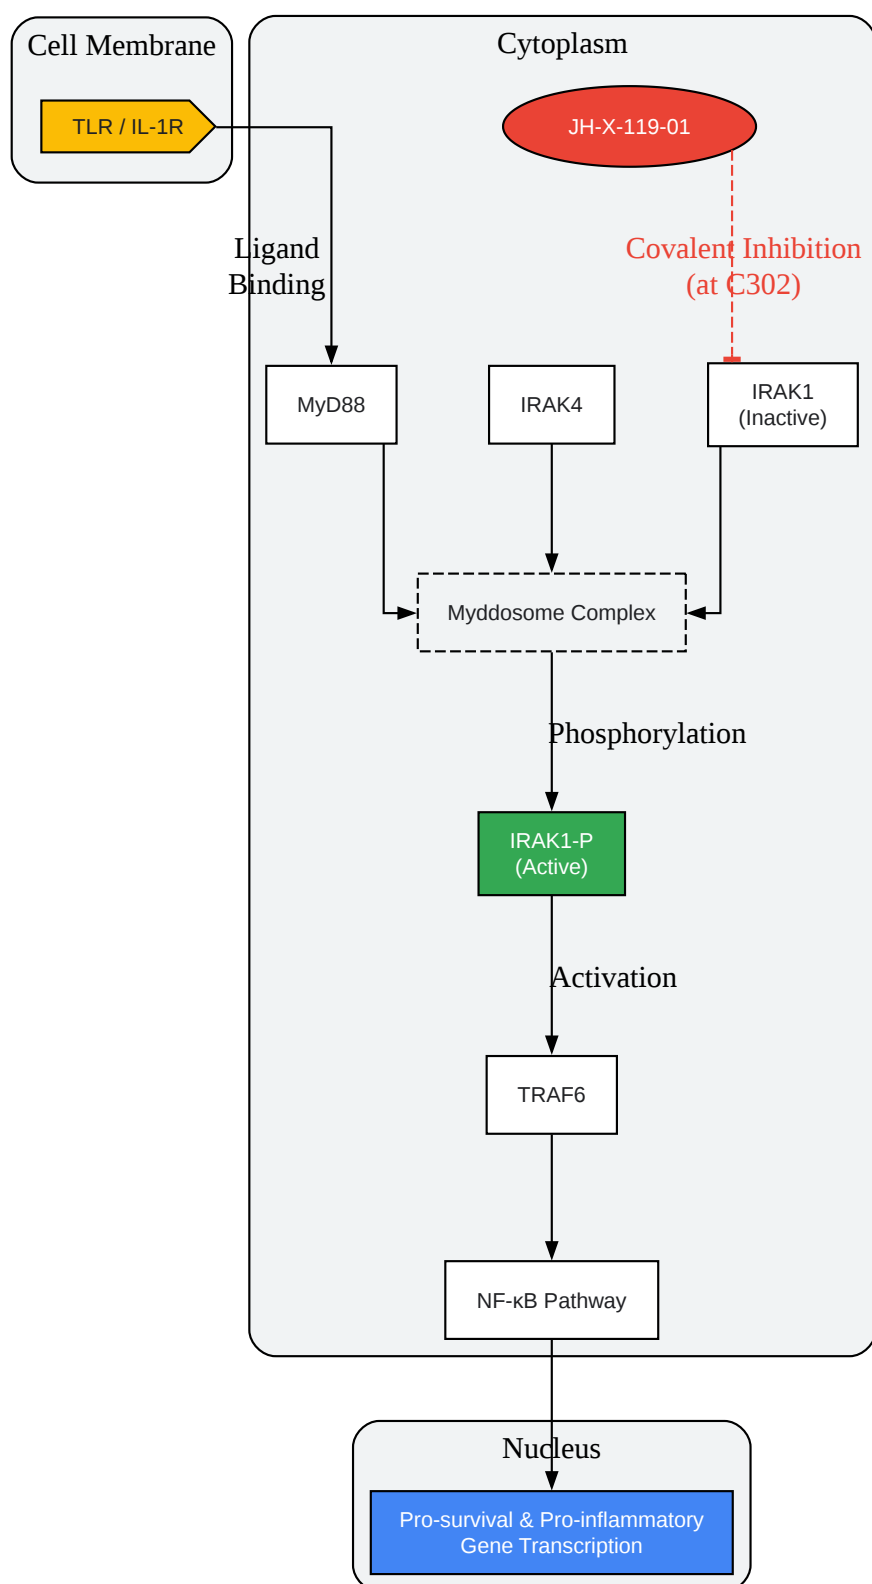 Cell Membrane
Cytoplasm
TLR / IL-1R
JH-X-119-01
Ligand
Binding
Covalent Inhibition
(at C302)
MyD88
IRAK4
IRAK1
(Inactive)
Myddosome Complex
Phosphorylation
IRAK1-P
(Active)
Activation
TRAF6
NF-κB Pathway
Nucleus
Pro-survival & Pro-inflammatory
Gene Transcription